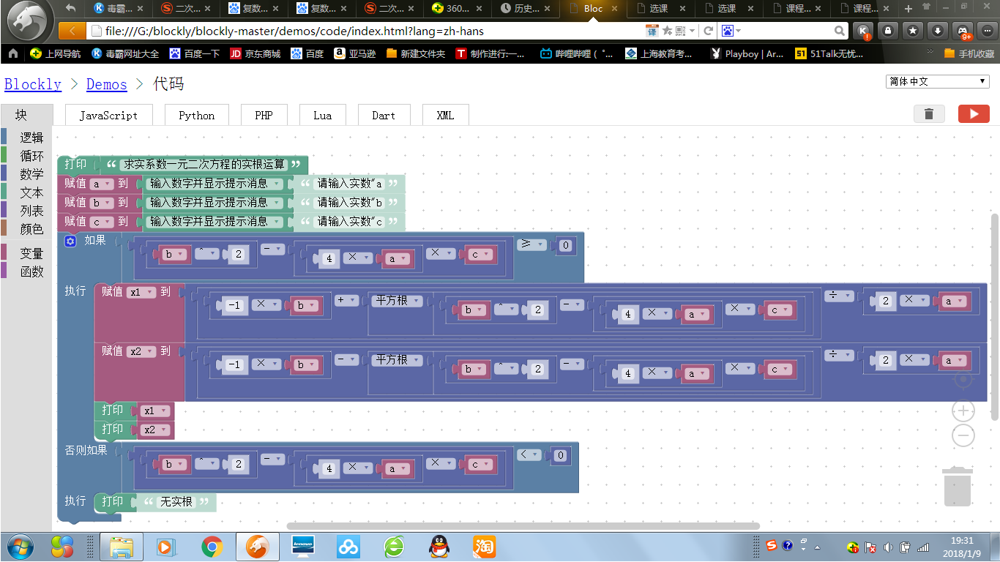 毒霸... × 二次... × 复数... × 复数... × 二次... × 360... × 历史... × Bloc × 选课 × 选课 × 课程... × 课程... ×
file:///G:/blockly/blockly-master/demos/code/index.html?lang=zh-hans 译 9+
上网导航 毒霸网址大全 百度一下 JD 京东商城 百度 亚马逊 新建文件夹 T 制作进行:一... 哔哩哔哩 ( ゜... 上海教育考... Playboy | Ar... 51 51Talk无忧... 手机收藏
Blockly > Demos > 代码 简体中文
块 JavaScript Python PHP Lua Dart XML
逻辑
循环
数学
文本
列表
颜色
变量
函数
打印 “ 求实系数一元二次方程的实根运算 ”
赋值 a 到 输入数字并显示提示消息 “ 请输入实数"a ”
赋值 b 到 输入数字并显示提示消息 “ 请输入实数"b ”
赋值 c 到 输入数字并显示提示消息 “ 请输入实数"c ”
如果 b ^ 2 - 4 × a × c ≥ 0
执行 赋值 x1 到 -1 × b + 平方根 b ^ 2 - 4 × a × c ÷ 2 × a
赋值 x2 到 -1 × b - 平方根 b ^ 2 - 4 × a × c ÷ 2 × a
打印 x1
打印 x2
否则如果 b ^ 2 - 4 × a × c < 0
执行 打印 “ 无实根 ”
lenovo 淘
19:31
2018/1/9